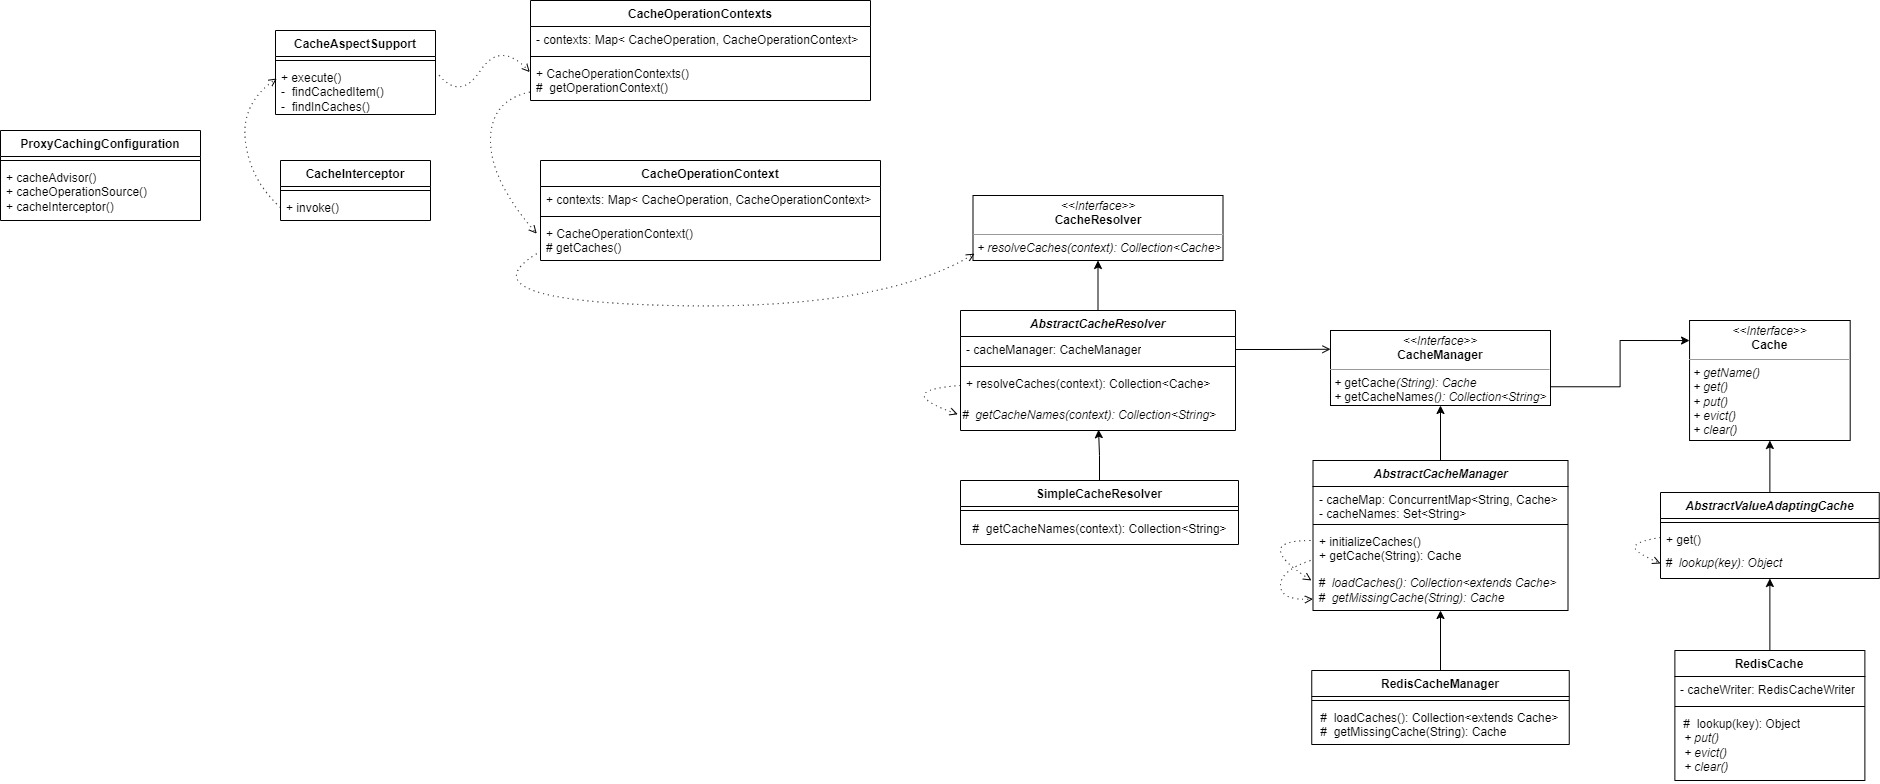 CacheOperationContexts
- contexts: Map< CacheOperation, CacheOperationContext>
+ CacheOperationContexts()
# getOperationContext()
CacheAspectSupport
+ execute()
- findCachedItem()
- findInCaches()
ProxyCachingConfiguration
+ cacheAdvisor()
+ cacheOperationSource()
+ cacheInterceptor()
CacheInterceptor
+ invoke()
CacheOperationContext
+ contexts: Map< CacheOperation, CacheOperationContext>
+ CacheOperationContext()
# getCaches()
<<Interface>>
CacheResolver
+ resolveCaches(context): Collection<Cache>
AbstractCacheResolver
- cacheManager: CacheManager
+ resolveCaches(context): Collection<Cache>
# getCacheNames(context): Collection<String>
SimpleCacheResolver
# getCacheNames(context): Collection<String>
<<Interface>>
CacheManager
+ getCache(String): Cache
+ getCacheNames(): Collection<String>
AbstractCacheManager
- cacheMap: ConcurrentMap<String, Cache>
- cacheNames: Set<String>
+ initializeCaches()
+ getCache(String): Cache
# loadCaches(): Collection<extends Cache>
# getMissingCache(String): Cache
RedisCacheManager
# loadCaches(): Collection<extends Cache>
# getMissingCache(String): Cache
<<Interface>>
Cache
+ getName()
+ get()
+ put()
+ evict()
+ clear()
AbstractValueAdaptingCache
+ get()
# lookup(key): Object
RedisCache
- cacheWriter: RedisCacheWriter
# lookup(key): Object
+ put()
+ evict()
+ clear()